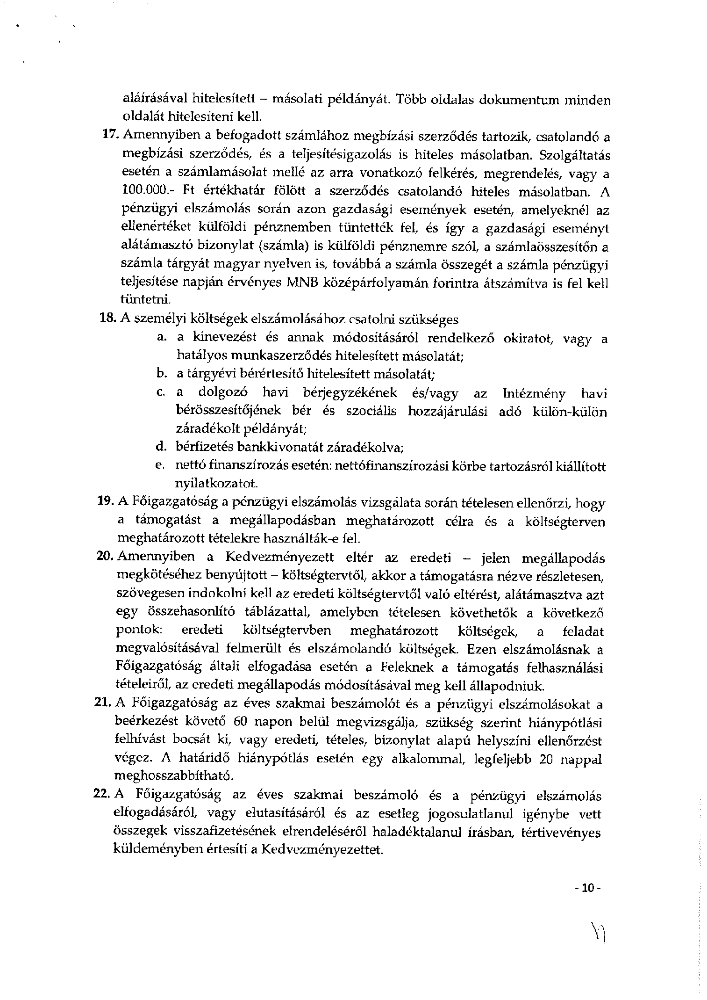 aláírásával hitelesített – másolati példányát. Több oldalas dokumentum minden
oldalát hitelesíteni kell.
17. Amennyiben a befogadott számlához megbízási szerződés tartozik, csatolandó a
megbízási szerződés, és a teljesítésigazolás is hiteles másolatban. Szolgáltatás
esetén a számlamásolat mellé az arra vonatkozó felkérés, megrendelés, vagy a
100.000.- Ft értékhatár fölött a szerződés csatolandó hiteles másolatban. A
pénzügyi elszámolás során azon gazdasági események esetén, amelyeknél az
ellenértéket külföldi pénznemben tüntették fel, és így a gazdasági eseményt
alátámasztó bizonylat (számla) is külföldi pénznemre szól, a számlaösszesítőn a
számla tárgyát magyar nyelven is, továbbá a számla összegét a számla pénzügyi
teljesítése napján érvényes MNB középárfolyamán forintra átszámítva is fel kell
tüntetni.
18. A személyi költségek elszámolásához csatolni szükséges
a. a kinevezést és annak módosításáról rendelkező okiratot, vagy a
hatályos munkaszerződés hitelesített másolatát;
b. a tárgyévi bérértesítő hitelesített másolatát;
c. a dolgozó havi bérjegyzékének és/vagy az Intézmény havi
bérösszesítőjének bér és szociális hozzájárulási adó külön-külön
záradékolt példányát;
d. bérfizetés bankkivonatát záradékolva;
e. nettó finanszírozás esetén: nettófinanszírozási körbe tartozásról kiállított
nyilatkozatot.
19. A Főigazgatóság a pénzügyi elszámolás vizsgálata során tételesen ellenőrzi, hogy
a támogatást a megállapodásban meghatározott célra és a költségterven
meghatározott tételekre használták-e fel.
20. Amennyiben a Kedvezményezett eltér az eredeti – jelen megállapodás
megkötéséhez benyújtott – költségtervtől, akkor a támogatásra nézve részletesen,
szövegesen indokolni kell az eredeti költségtervtől való eltérést, alátámasztva azt
egy összehasonlító táblázattal, amelyben tételesen követhetők a következő
pontok: eredeti költségtervben meghatározott költségek, a feladat
megvalósításával felmerült és elszámolandó költségek. Ezen elszámolásnak a
Főigazgatóság általi elfogadása esetén a Feleknek a támogatás felhasználási
tételeiről, az eredeti megállapodás módosításával meg kell állapodniuk.
21. A Főigazgatóság az éves szakmai beszámolót és a pénzügyi elszámolásokat a
beérkezést követő 60 napon belül megvizsgálja, szükség szerint hiánypótlási
felhívást bocsát ki, vagy eredeti, tételes, bizonylat alapú helyszíni ellenőrzést
végez. A határidő hiánypótlás esetén egy alkalommal, legfeljebb 20 nappal
meghosszabbítható.
22. A Főigazgatóság az éves szakmai beszámoló és a pénzügyi elszámolás
elfogadásáról, vagy elutasításáról és az esetleg jogosulatlanul igénybe vett
összegek visszafizetésének elrendeléséről haladéktalanul írásban, tértivevényes
küldeményben értesíti a Kedvezményezettet.
- 10 -